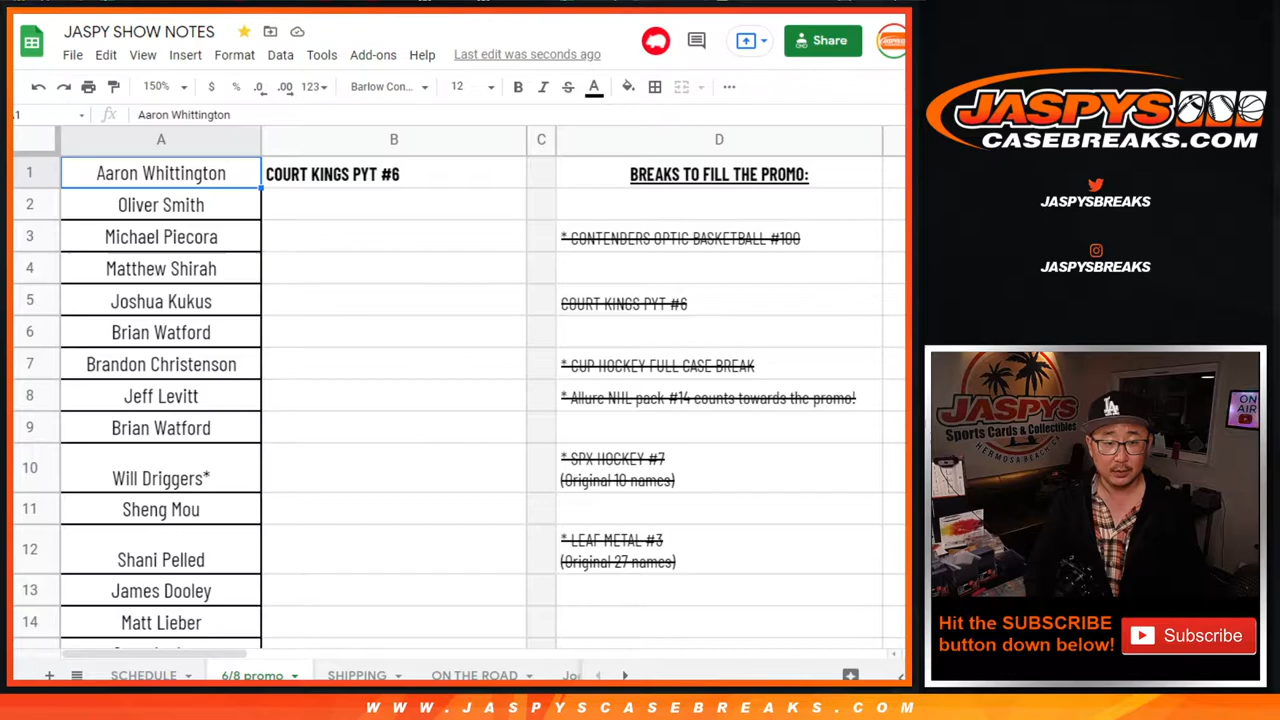 JASPY SHOW NOTES
File Edit View Insert Format Data Tools Add-ons Help Last edit was seconds ago
Share
150% $ % .0 .00 123 Barlow Con... 12 B I S A
fx Aaron Whittington
A B C D
1 Aaron Whittington COURT KINGS PYT #6 BREAKS TO FILL THE PROMO:
2 Oliver Smith
3 Michael Piecora * CONTENDERS OPTIC BASKETBALL #100
4 Matthew Shirah
5 Joshua Kukus COURT KINGS PYT #6
6 Brian Watford
7 Brandon Christenson * CUP HOCKEY FULL CASE BREAK
8 Jeff Levitt * Allure NHL pack #14 counts towards the promo!
9 Brian Watford
10 Will Driggers* * SPX HOCKEY #7
(Original 10 names)
11 Sheng Mou
12 Shani Pelled * LEAF METAL #3
(Original 27 names)
13 James Dooley
14 Matt Lieber
SCHEDULE 6/8 promo SHIPPING ON THE ROAD
JASPYS
CASEBREAKS.COM
JASPYSBREAKS
JASPYSBREAKS
JASPYS
Sports Cards & Collectibles
HERMOSA BEACH, CA
ON
AIR
Hit the SUBSCRIBE
button down below!
Subscribe
WWW.JASPYSCASEBREAKS.COM